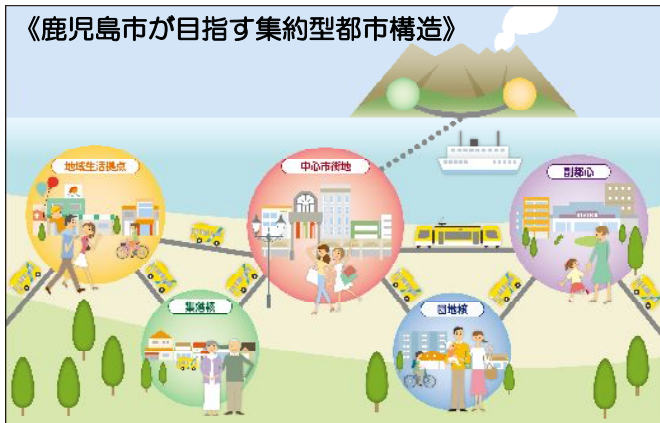 《鹿児島市が目指す集約型都市構造》
地域生活拠点
中心市街地
副都心
集落核
団地核